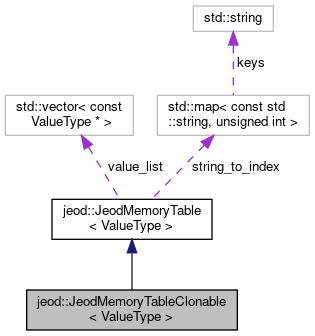 std::string
keys
std::vector< const
ValueType * >
std::map< const std
::string, unsigned int >
value_list
string_to_index
jeod::JeodMemoryTable
< ValueType >
jeod::JeodMemoryTableClonable
< ValueType >